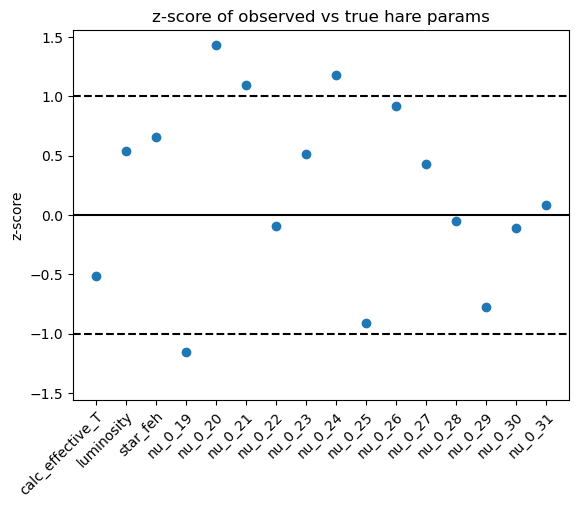 z-score of observed vs true hare params
1.5
1.0
0.5
0.0
−0.5
−1.0
−1.5
z-score
calc_effective_T
luminosity
star_feh
nu_0_19
nu_0_20
nu_0_21
nu_0_22
nu_0_23
nu_0_24
nu_0_25
nu_0_26
nu_0_27
nu_0_28
nu_0_29
nu_0_30
nu_0_31